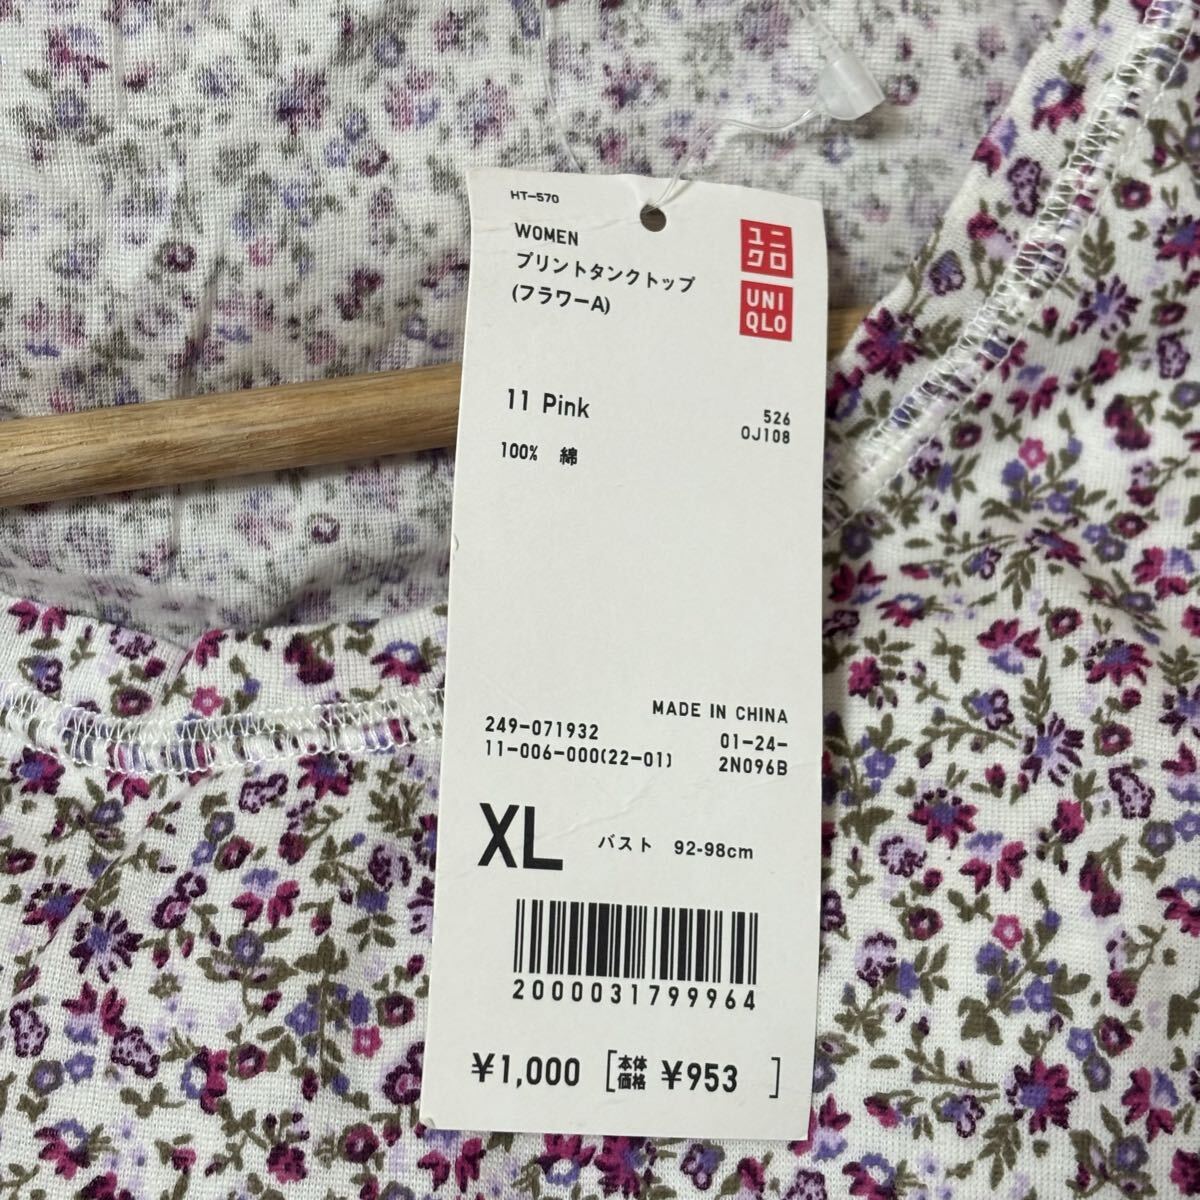 HT-570
WOMEN
プリントタンクトップ
(フラワーA)
ユニ
クロ
UNI
QLO
11 Pink
526
0J108
100% 綿
MADE IN CHINA
249-071932
01-24-
11-006-000(22-01)
2N096B
XL バスト 92-98cm
2000031799964
¥1,000 [本体価格 ¥953 ]